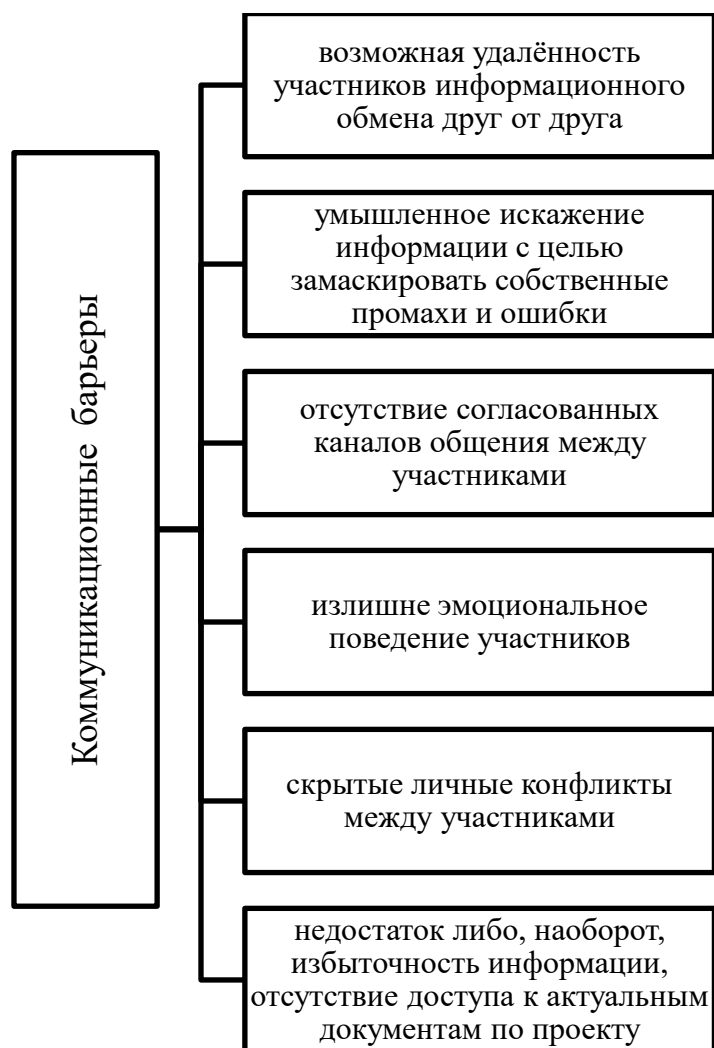 Коммуникационные барьеры
возможная удалённость
участников информационного
обмена друг от друга
умышленное искажение
информации с целью
замаскировать собственные
промахи и ошибки
отсутствие согласованных
каналов общения между
участниками
излишне эмоциональное
поведение участников
скрытые личные конфликты
между участниками
недостаток либо, наоборот,
избыточность информации,
отсутствие доступа к актуальным
документам по проекту